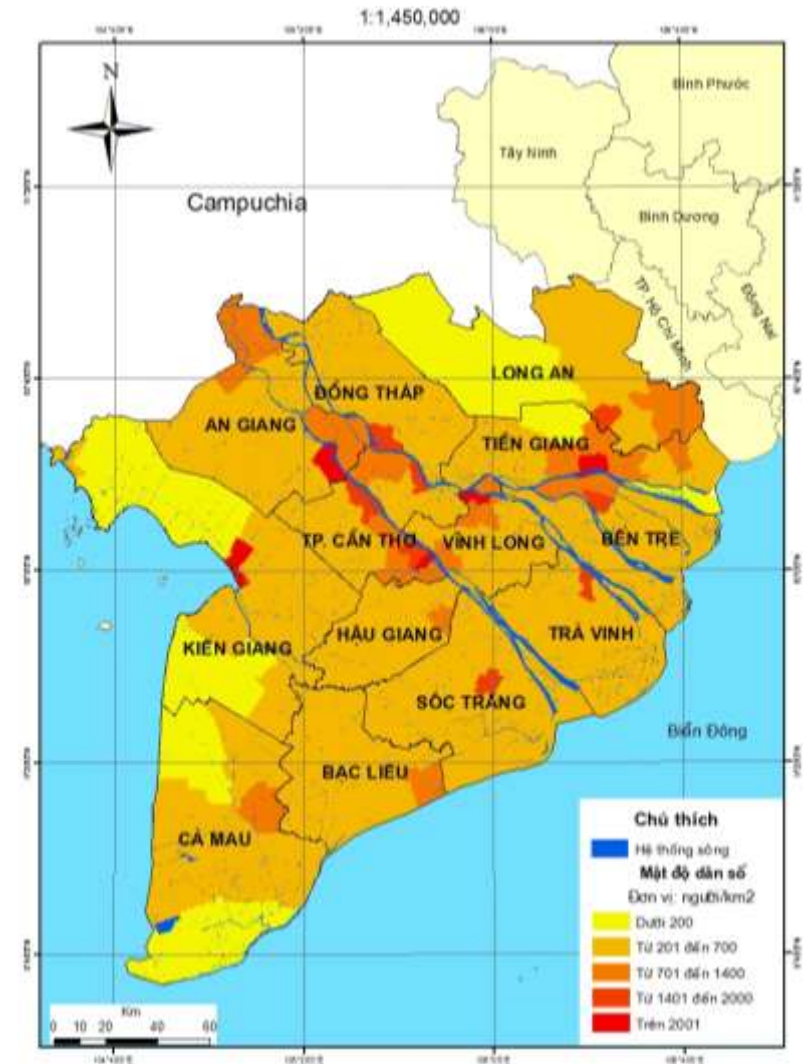 1:1,450,000
N
Bình Phước
Tây Ninh
Campuchia
Bình Dương
TP. Hồ Chí Minh
Đồng Nai
LONG AN
ĐỒNG THÁP
AN GIANG
TIỀN GIANG
TP. CẦN THƠ
VĨNH LONG
BẾN TRE
HẬU GIANG
TRÀ VINH
KIÊN GIANG
SÓC TRĂNG
Biển Đông
BẠC LIÊU
CÀ MAU
Chú thích
Hệ thống sông
Mật độ dân số
Đơn vị: người/km2
Dưới 200
Từ 201 đến 700
Từ 701 đến 1400
Từ 1401 đến 2000
Trên 2001
Km
0 10 20 40 60